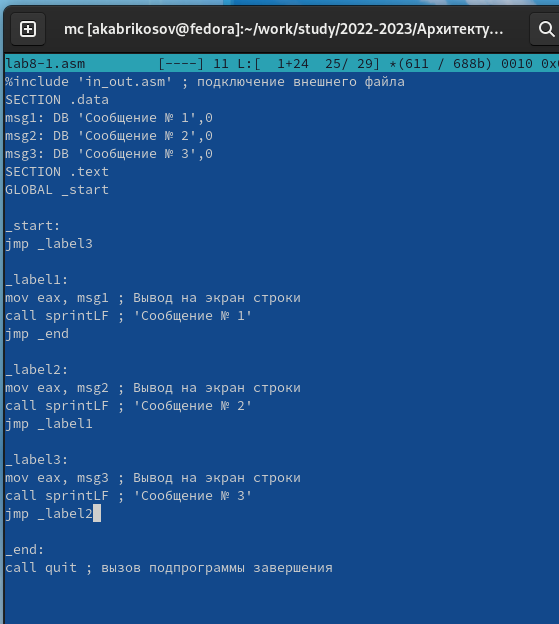 mc [akabrikosov@fedora]:~/work/study/2022-2023/Архитекту...
lab8-1.asm [----] 11 L:[ 1+24 25/ 29] *(611 / 688b) 0010 0x0
%include 'in_out.asm' ; подключение внешнего файла
SECTION .data
msg1: DB 'Сообщение № 1',0
msg2: DB 'Сообщение № 2',0
msg3: DB 'Сообщение № 3',0
SECTION .text
GLOBAL _start
_start:
jmp _label3
_label1:
mov eax, msg1 ; Вывод на экран строки
call sprintLF ; 'Сообщение № 1'
jmp _end
_label2:
mov eax, msg2 ; Вывод на экран строки
call sprintLF ; 'Сообщение № 2'
jmp _label1
_label3:
mov eax, msg3 ; Вывод на экран строки
call sprintLF ; 'Сообщение № 3'
jmp _label2
_end:
call quit ; вызов подпрограммы завершения